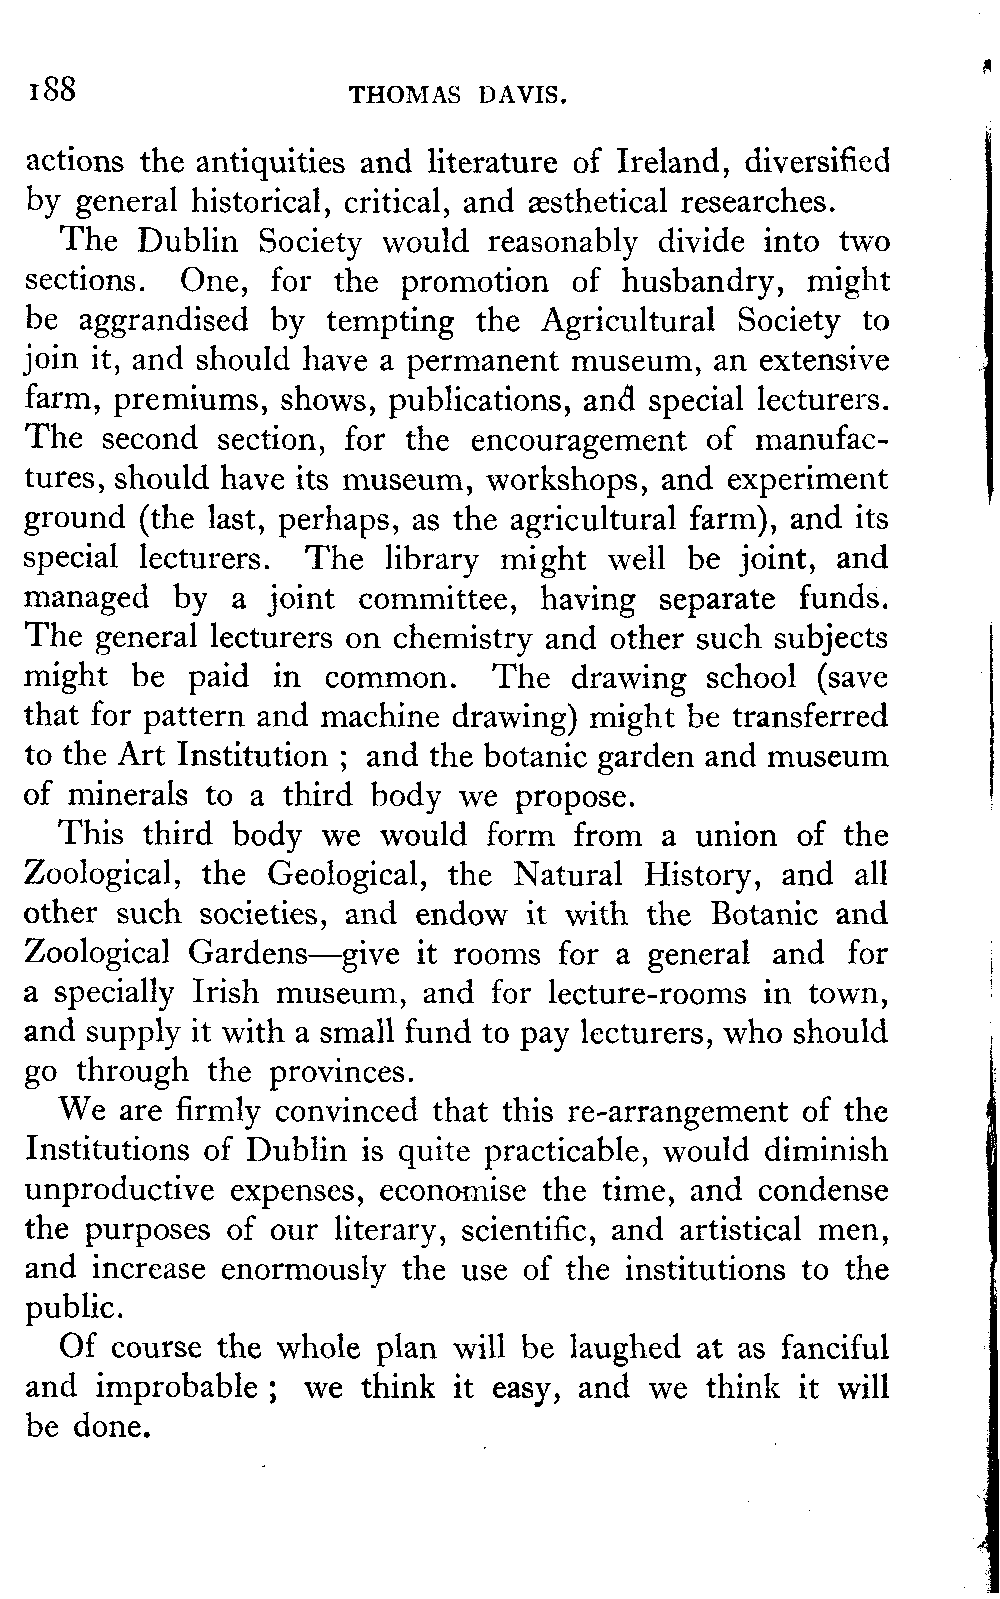 188 THOMAS DAVIS.
actions the antiquities and literature of Ireland, diversified
by general historical, critical, and æsthetical researches.
The Dublin Society would reasonably divide into two
sections. One, for the promotion of husbandry, might
be aggrandised by tempting the Agricultural Society to
join it, and should have a permanent museum, an extensive
farm, premiums, shows, publications, and special lecturers.
The second section, for the encouragement of manufac-
tures, should have its museum, workshops, and experiment
ground (the last, perhaps, as the agricultural farm), and its
special lecturers. The library might well be joint, and
managed by a joint committee, having separate funds.
The general lecturers on chemistry and other such subjects
might be paid in common. The drawing school (save
that for pattern and machine drawing) might be transferred
to the Art Institution ; and the botanic garden and museum
of minerals to a third body we propose.
This third body we would form from a union of the
Zoological, the Geological, the Natural History, and all
other such societies, and endow it with the Botanic and
Zoological Gardens—give it rooms for a general and for
a specially Irish museum, and for lecture-rooms in town,
and supply it with a small fund to pay lecturers, who should
go through the provinces.
We are firmly convinced that this re-arrangement of the
Institutions of Dublin is quite practicable, would diminish
unproductive expenses, economise the time, and condense
the purposes of our literary, scientific, and artistical men,
and increase enormously the use of the institutions to the
public.
Of course the whole plan will be laughed at as fanciful
and improbable ; we think it easy, and we think it will
be done.